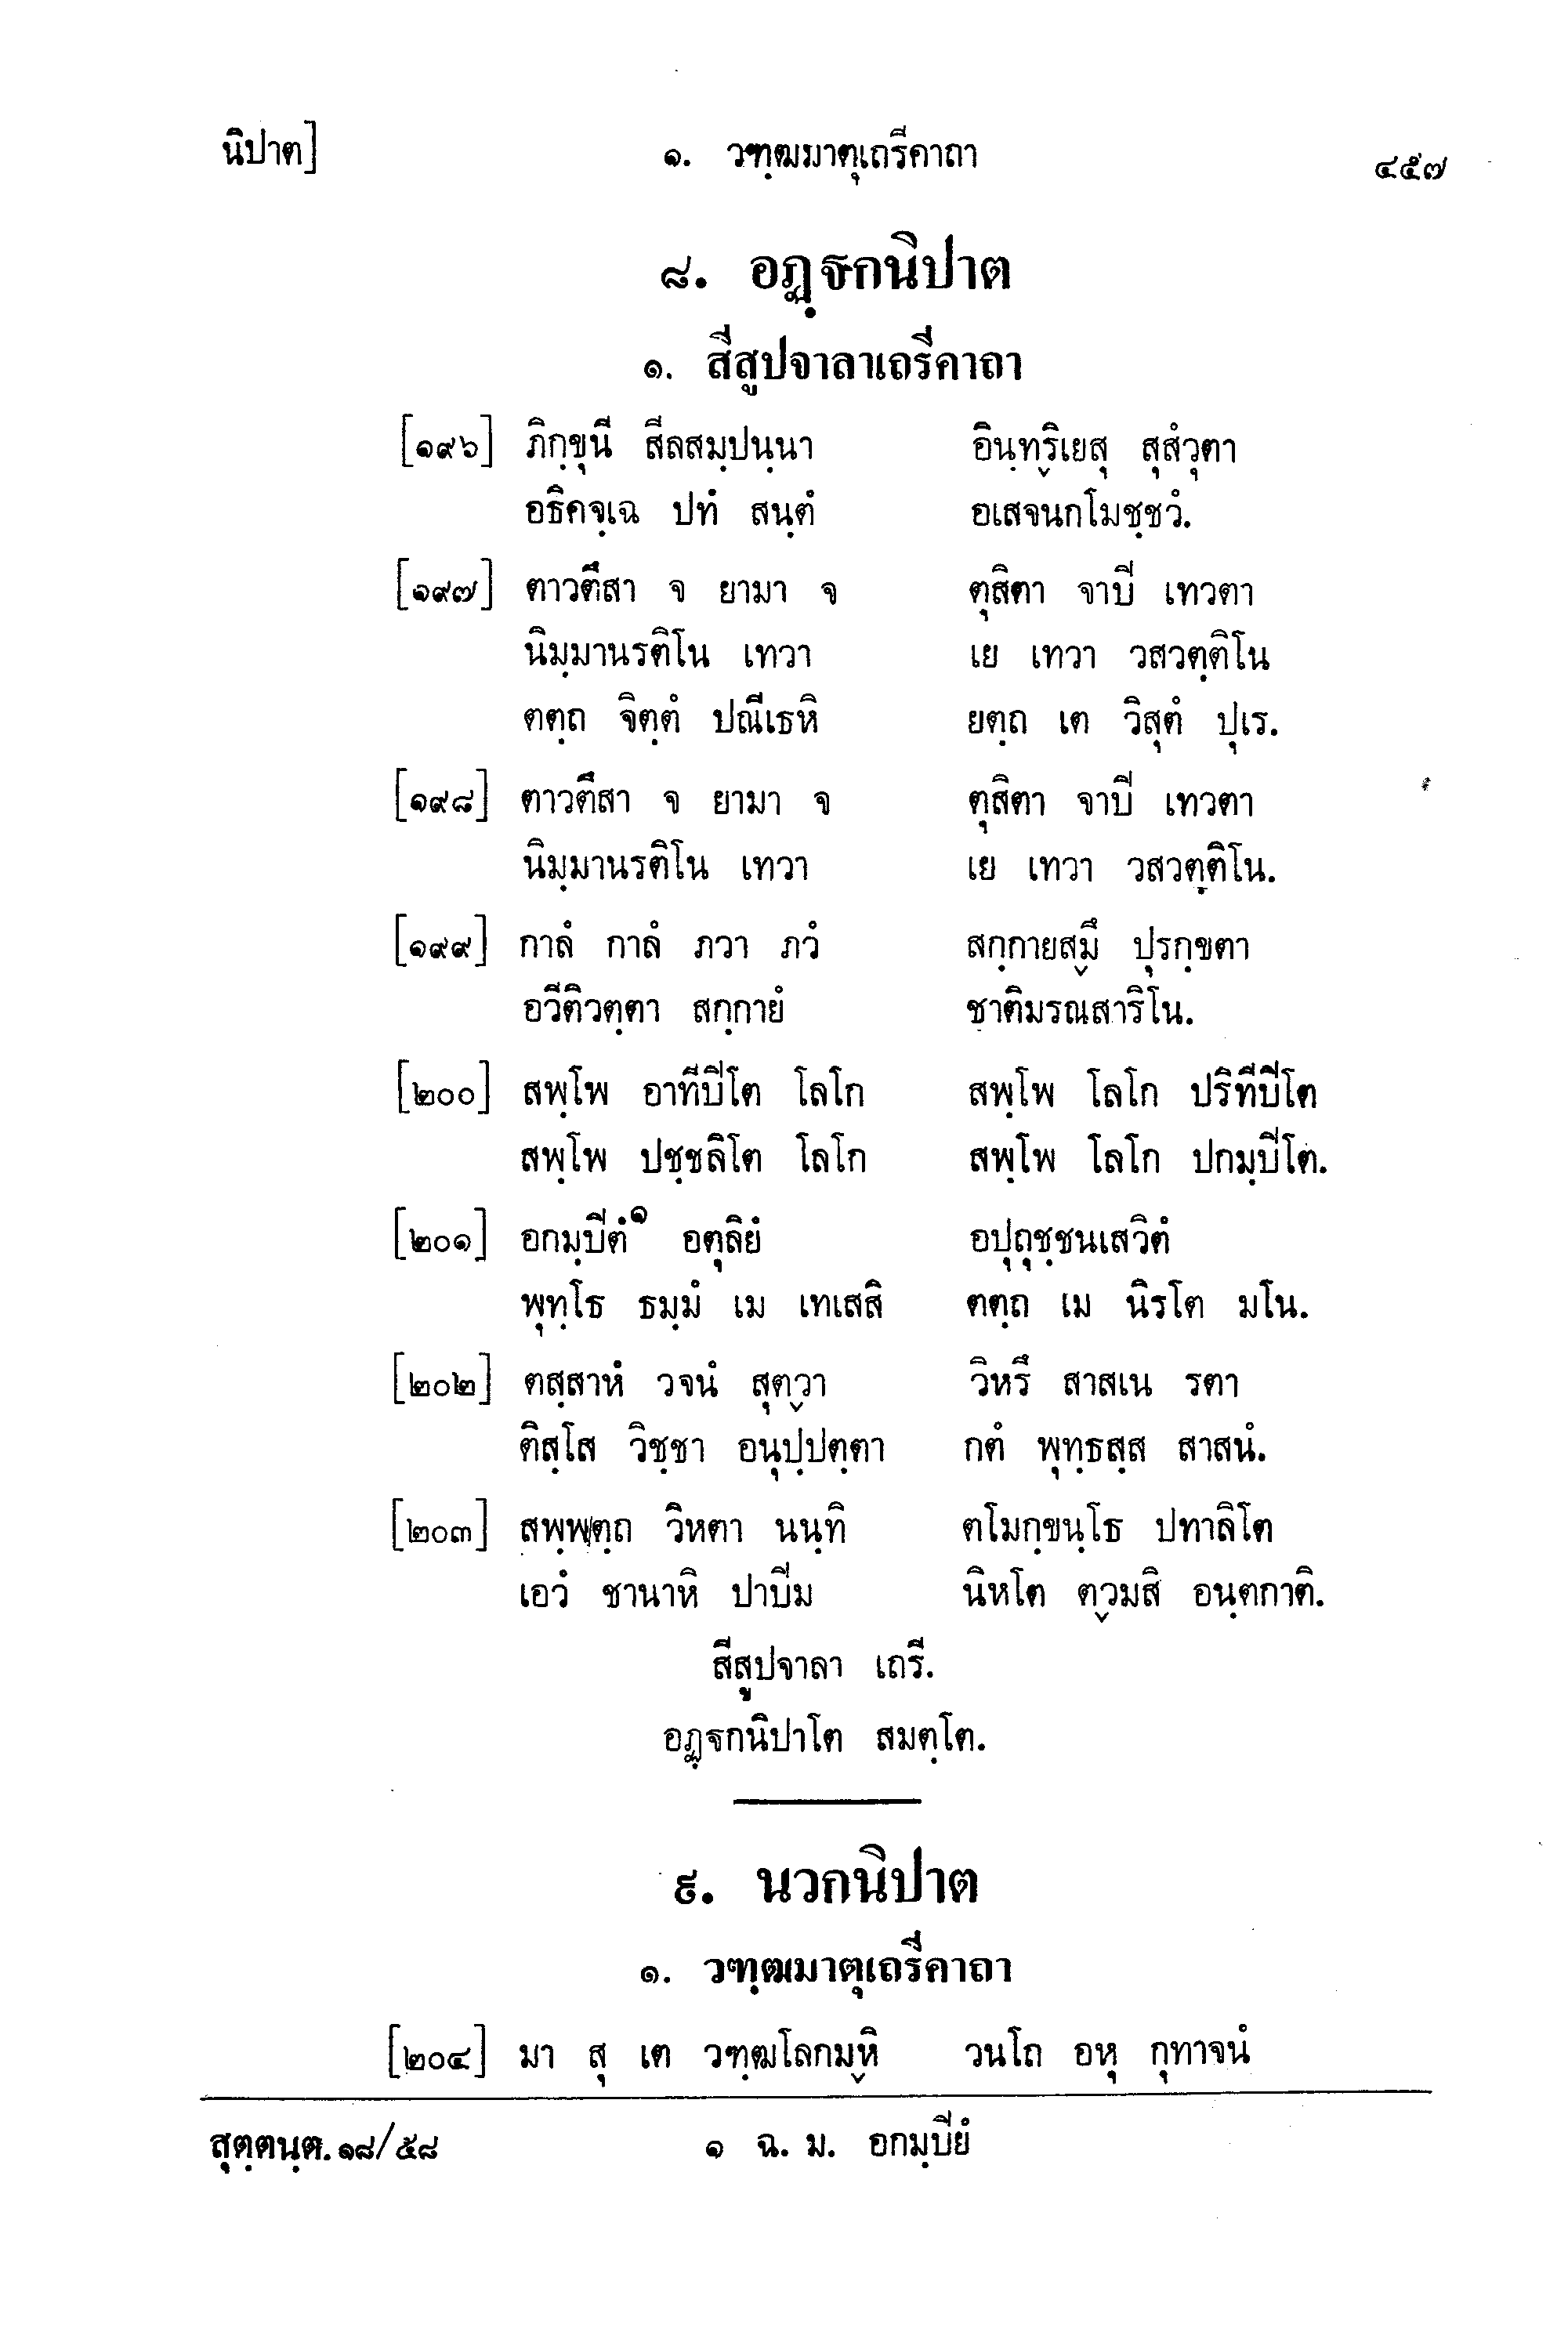 นิปาต] ๑. วฑฺฒมาตุเถรีคาถา ๔๕๗
๘. อฏฺฐกนิปาต
๑. สีสูปจาลาเถรีคาถา
[๑๙๖] ภิกฺขุนี สีลสมฺปนฺนา อินฺทฺริเยสุ สุสํวุตา
อธิคจฺเฉ ปทํ สนฺตํ อเสจนกโมชฺชวํ.
[๑๙๗] ตาวตึสา จ ยามา จ ตุสิตา จาปิ เทวตา
นิมฺมานรติโน เทวา เย เทวา วสวตฺติโน
ตตฺถ จิตฺตํ ปณีเธหิ ยตฺถ เต วิสุตํ ปุเร.
[๑๙๘] ตาวตึสา จ ยามา จ ตุสิตา จาปิ เทวตา
นิมฺมานรติโน เทวา เย เทวา วสวตฺติโน.
[๑๙๙] กาลํ กาลํ ภวา ภวํ สกฺกายสฺมึ ปุรกฺขตา
อวีติวตฺตา สกฺกายํ ชาติมรณสาริโน.
[๒๐๐] สพฺโพ อาทีปิโต โลโก สพฺโพ โลโก ปริทีปิโต
สพฺโพ ปชฺชลิโต โลโก สพฺโพ โลโก ปกมฺปิโต.
[๒๐๑] อกมฺปิตํ๑ อตุลิยํ อปุถุชฺชนเสวิตํ
พุทฺโธ ธมฺมํ เม เทเสสิ ตตฺถ เม นิรโต มโน.
[๒๐๒] ตสฺสาหํ วจนํ สุตฺวา วิหรึ สาสเน รตา
ติสฺโส วิชฺชา อนุปฺปตฺตา กตํ พุทฺธสฺส สาสนํ.
[๒๐๓] สพฺพตฺถ วิหตา นนฺทิ ตโมกฺขนฺโธ ปทาลิโต
เอวํ ชานาหิ ปาปิม นิหโต ตฺวมสิ อนฺตกาติ.
สีสูปจาลา เถรี.
อฏฺฐกนิปาโต สมตฺโต.
๙. นวกนิปาต
๑. วฑฺฒมาตุเถรีคาถา
[๒๐๔] มา สุ เต วฑฺฒโลกมฺหิ วนโถ อหุ กุทาจนํ
สุตฺตนฺต. ๑๘/๕๘ ๑ ฉ. ม. อกมฺปิยํ